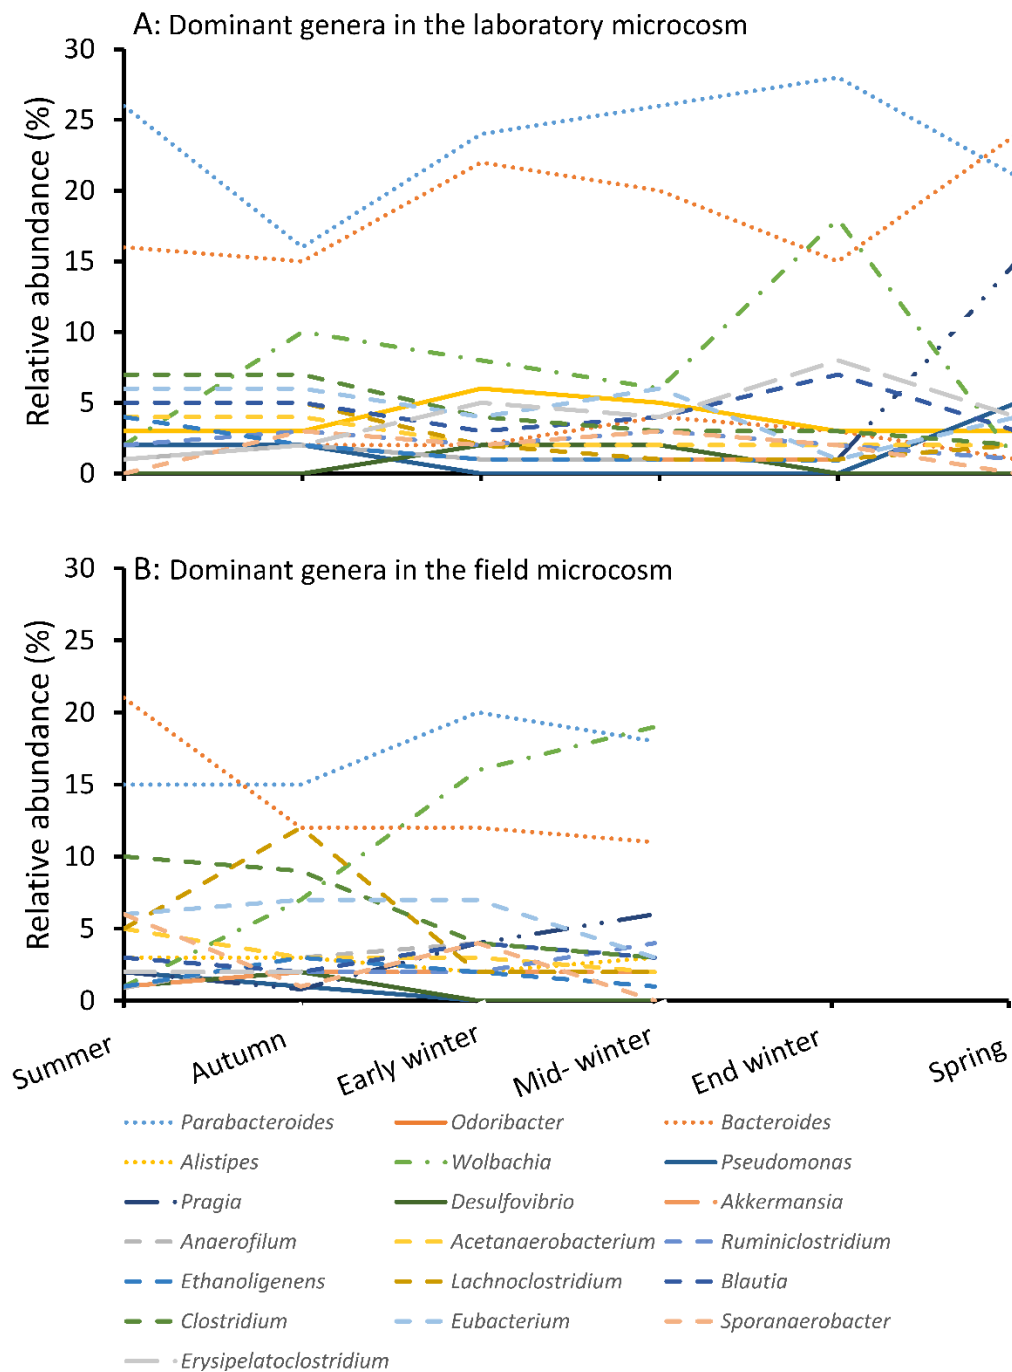 A: Dominant genera in the laboratory microcosm
30
25
20
15
10
5
0
Relative abundance (%)
B: Dominant genera in the field microcosm
30
25
20
15
10
5
0
Relative abundance (%)
Summer Autumn Early winter Mid- winter End winter Spring
Parabacteroides Odoribacter Bacteroides
Alistipes Wolbachia Pseudomonas
Pragia Desulfovibrio Akkermansia
Anaerofilum Acetanaerobacterium Ruminiclostridium
Ethanoligenens Lachnoclostridium Blautia
Clostridium Eubacterium Sporanaerobacter
Erysipelatoclostridium